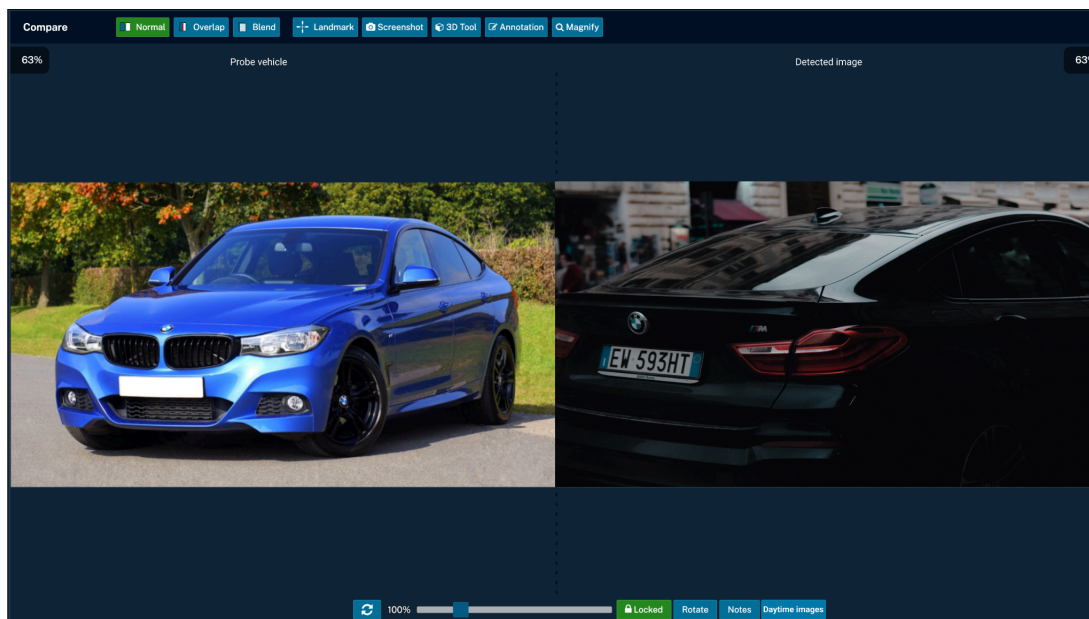 Compare Normal Overlap Blend Landmark Screenshot 3D Tool Annotation Magnify
63% Probe vehicle Detected image 63%
M
EW 593HT
100% Locked Rotate Notes Daytime images